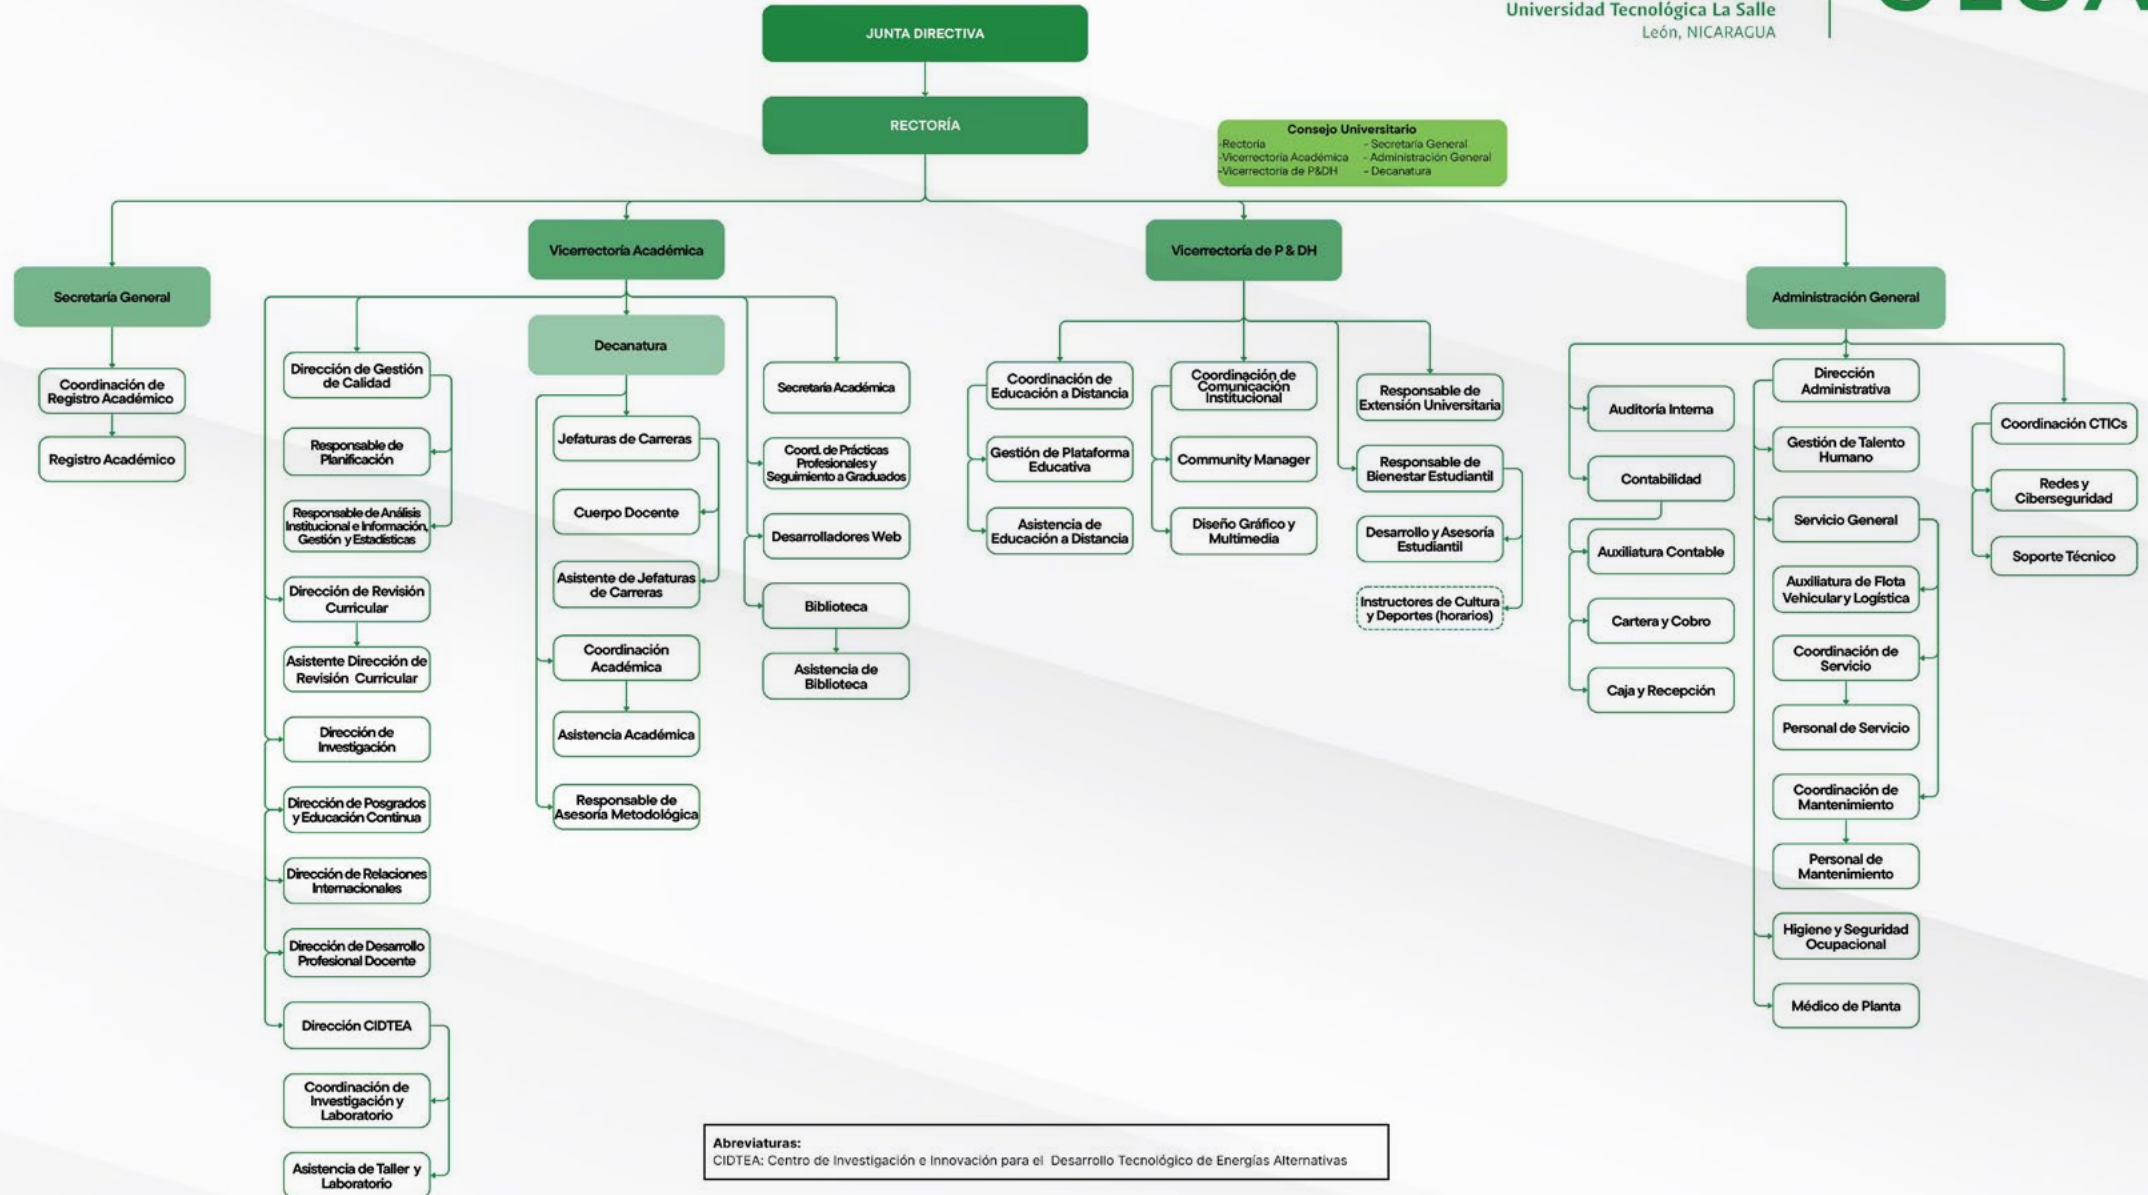 Universidad Tecnológica La Salle
León, NICARAGUA
JUNTA DIRECTIVA
RECTORÍA
Consejo Universitario
-Rectoría
- Secretaría General
-Vicerrectoría Académica
- Administración General
-Vicerrectoría de P&DH
- Decanatura
Secretaría General
Coordinación de
Registro Académico
Registro Académico
Vicerrectoría Académica
Dirección de Gestión
de Calidad
Responsable de
Planificación
Responsable de Análisis
Institucional e Información,
Gestión y Estadísticas
Dirección de Revisión
Curricular
Asistente Dirección de
Revisión Curricular
Dirección de
Investigación
Dirección de Posgrados
y Educación Continua
Dirección de Relaciones
Internacionales
Dirección de Desarrollo
Profesional Docente
Dirección CIDTEA
Coordinación de
Investigación y
Laboratorio
Asistencia de Taller y
Laboratorio
Decanatura
Jefaturas de Carreras
Cuerpo Docente
Asistente de Jefaturas
de Carreras
Coordinación
Académica
Asistencia Académica
Responsable de
Asesoría Metodológica
Secretaría Académica
Coord. de Prácticas
Profesionales y
Seguimiento a Graduados
Desarrolladores Web
Biblioteca
Asistencia de
Biblioteca
Vicerrectoría de P & DH
Coordinación de
Educación a Distancia
Gestión de Plataforma
Educativa
Asistencia de
Educación a Distancia
Coordinación de
Comunicación
Institucional
Community Manager
Diseño Gráfico y
Multimedia
Responsable de
Extensión Universitaria
Responsable de
Bienestar Estudiantil
Desarrollo y Asesoría
Estudiantil
Instructores de Cultura
y Deportes (horarios)
Administración General
Auditoría Interna
Contabilidad
Auxiliatura Contable
Cartera y Cobro
Caja y Recepción
Dirección
Administrativa
Gestión de Talento
Humano
Servicio General
Auxiliatura de Flota
Vehicular y Logística
Coordinación de
Servicio
Personal de Servicio
Coordinación de
Mantenimiento
Personal de
Mantenimiento
Higiene y Seguridad
Ocupacional
Médico de Planta
Coordinación CTICs
Redes y
Ciberseguridad
Soporte Técnico
Abreviaturas:
CIDTEA: Centro de Investigación e Innovación para el Desarrollo Tecnológico de Energías Alternativas